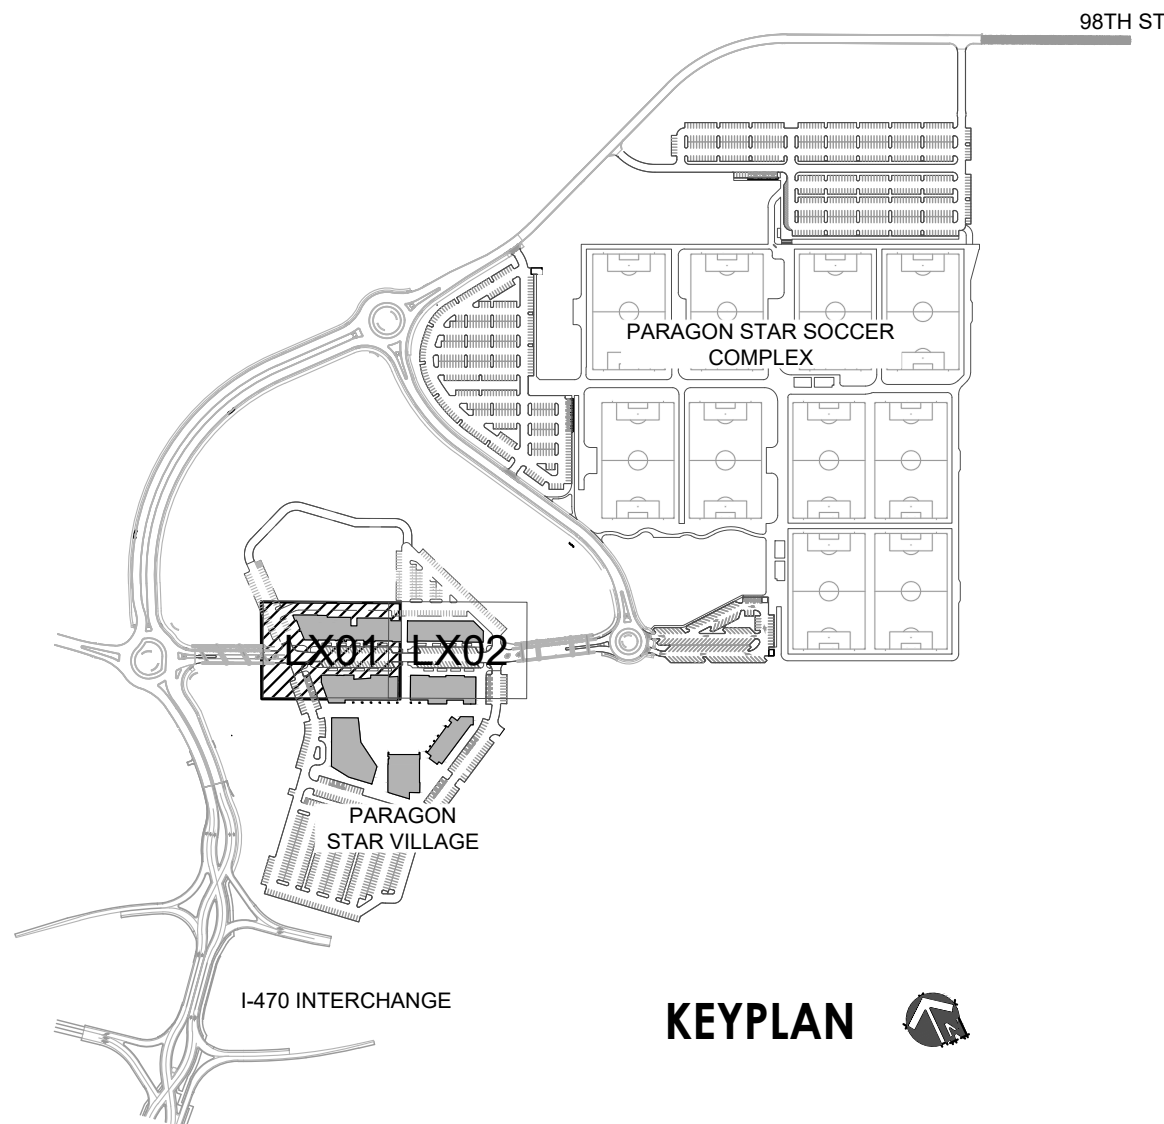 98TH ST
PARAGON STAR SOCCER
COMPLEX
LX01 LX02
PARAGON
STAR VILLAGE
I-470 INTERCHANGE
KEYPLAN